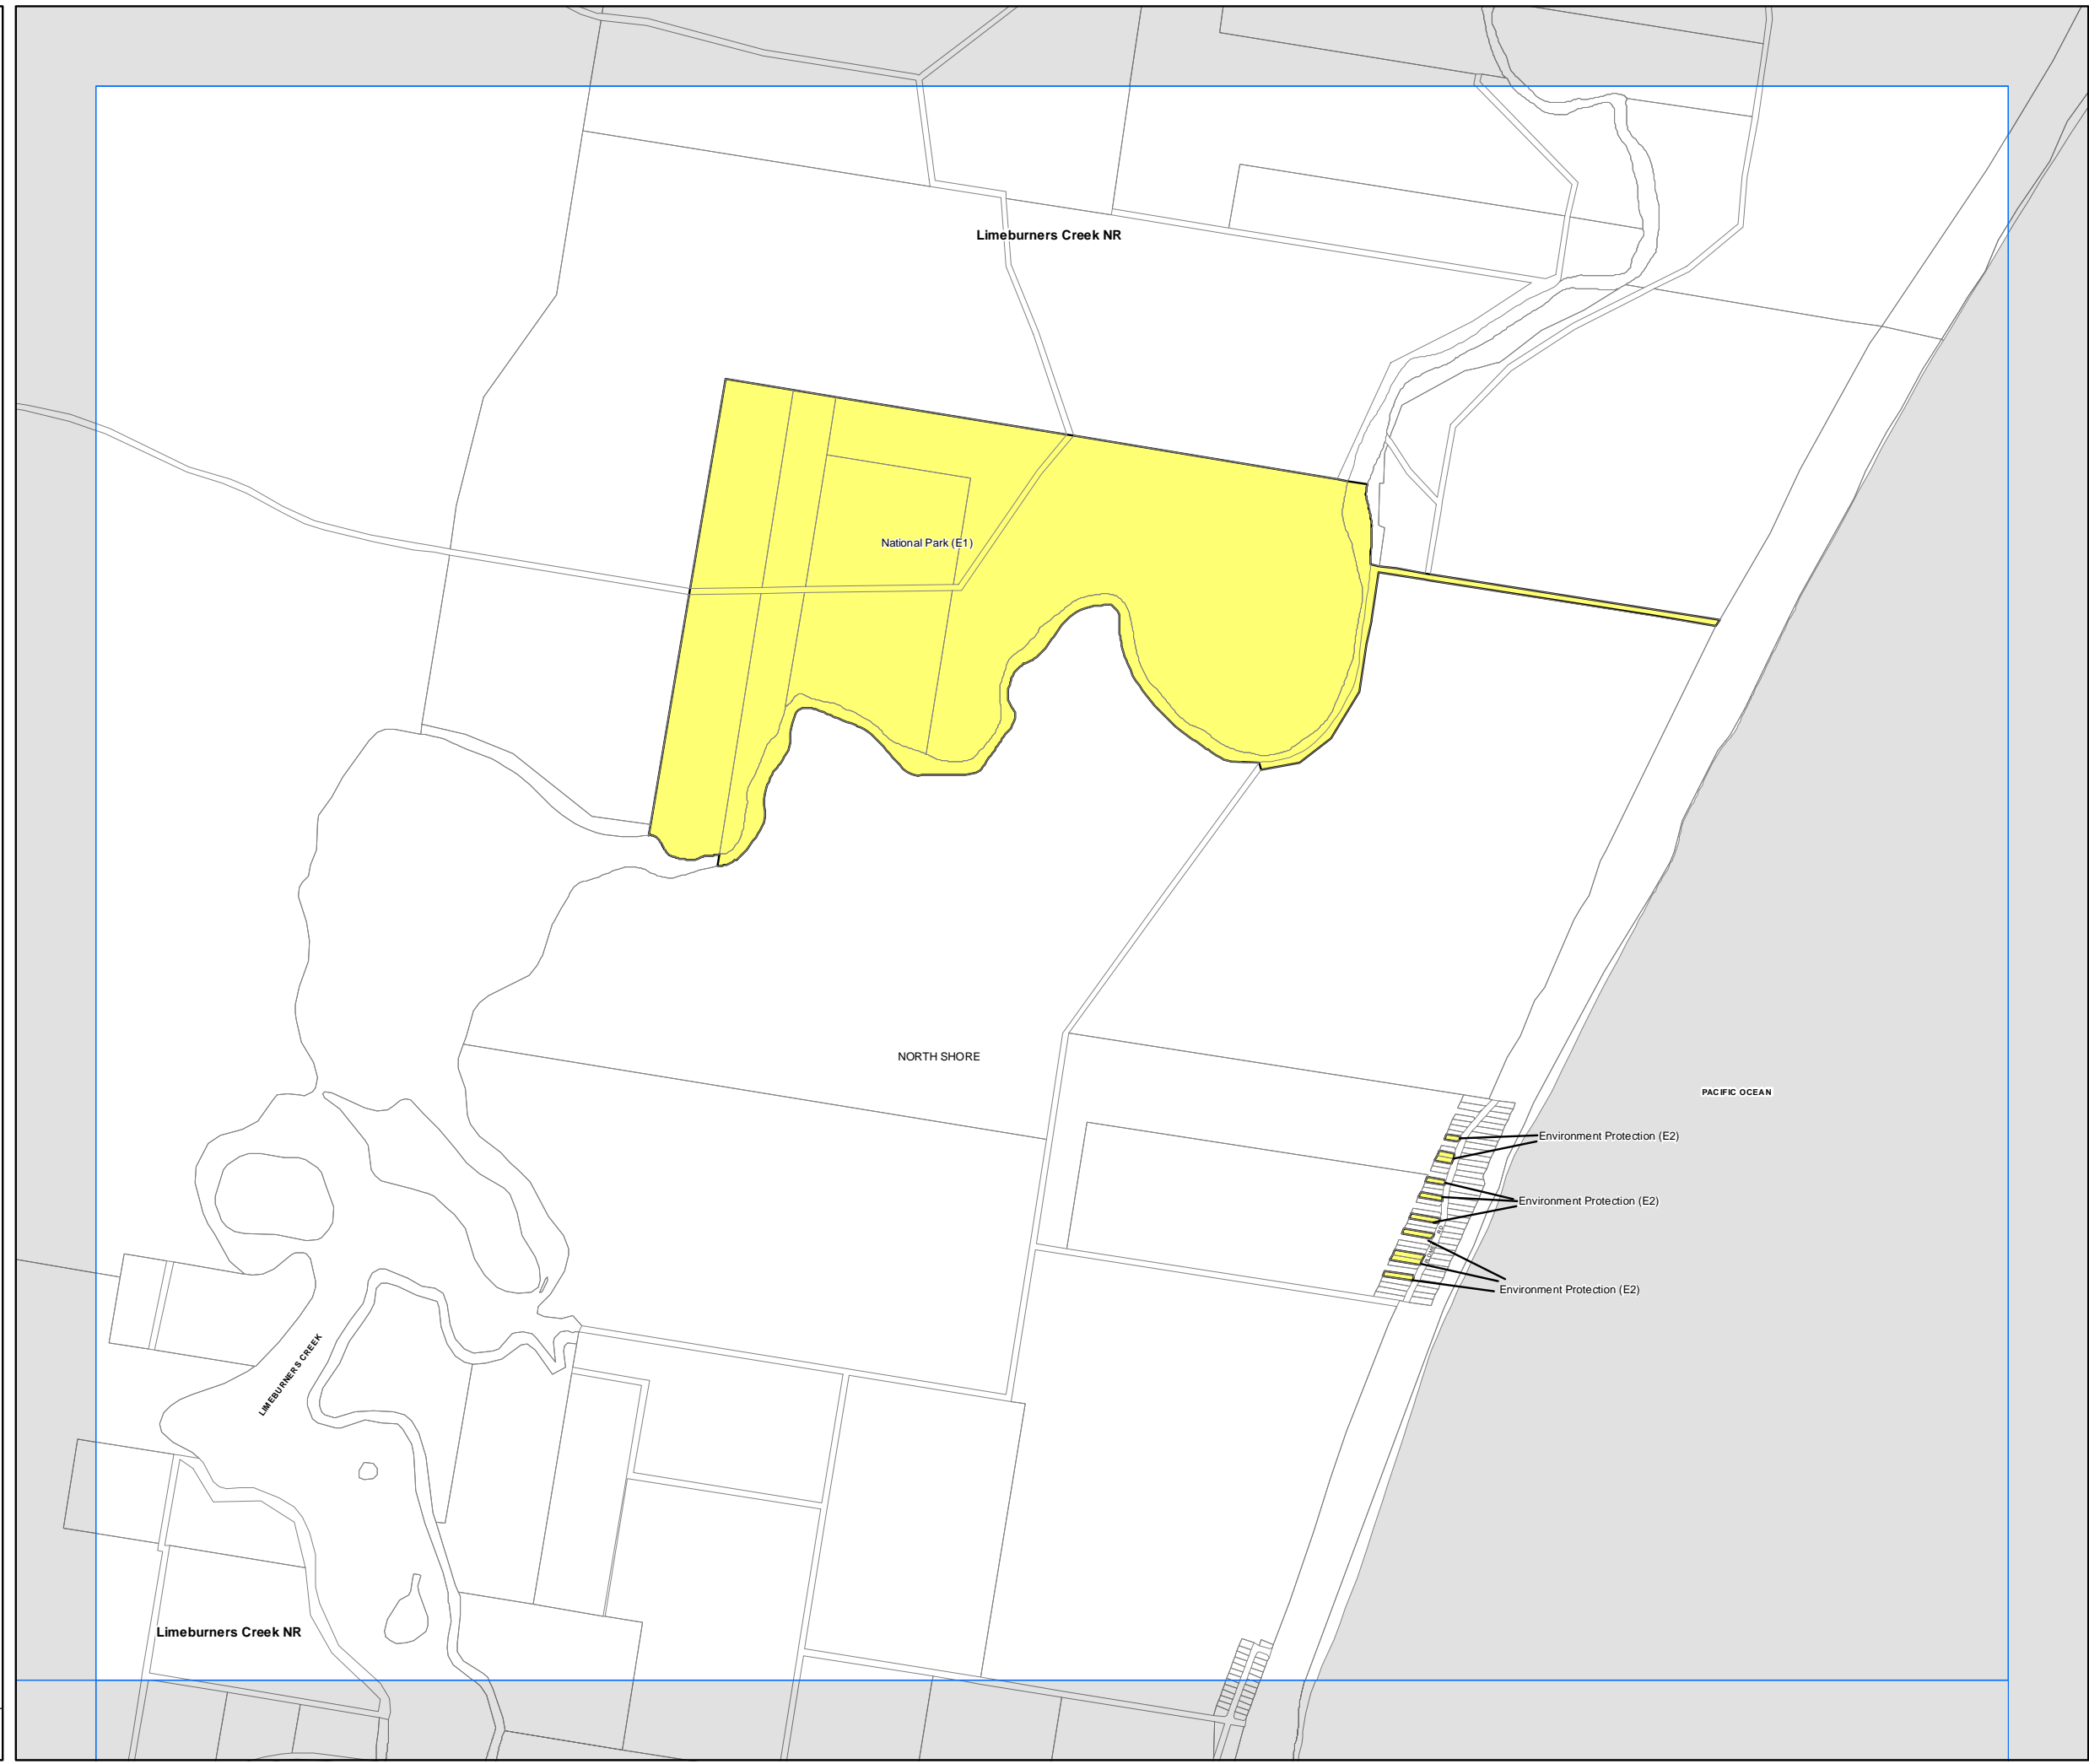 Limeburners Creek NR
National Park (E1)
NORTH SHORE
PACIFIC OCEAN
Environment Protection (E2)
Environment Protection (E2)
Environment Protection (E2)
LIMEBURNERS CREEK
Limeburners Creek NR